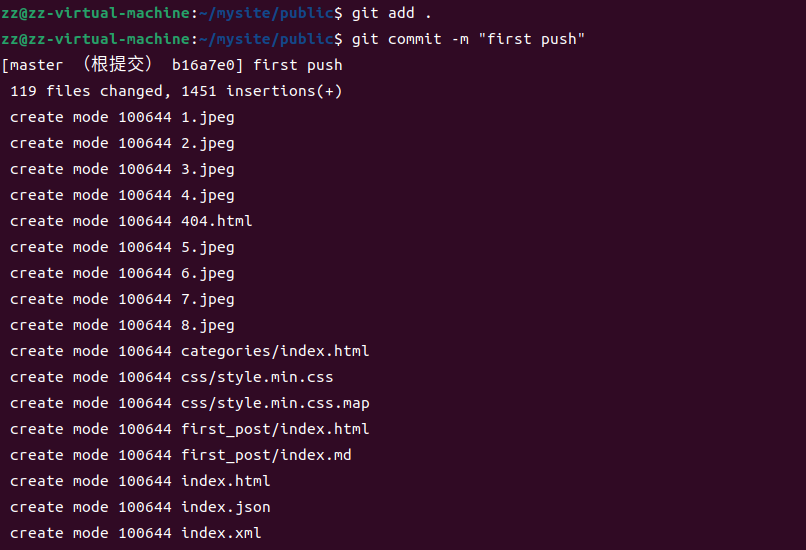 zz@zz-virtual-machine:~/mysite/public$ git add .
zz@zz-virtual-machine:~/mysite/public$ git commit -m "first push"
[master （根提交） b16a7e0] first push
 119 files changed, 1451 insertions(+)
 create mode 100644 1.jpeg
 create mode 100644 2.jpeg
 create mode 100644 3.jpeg
 create mode 100644 4.jpeg
 create mode 100644 404.html
 create mode 100644 5.jpeg
 create mode 100644 6.jpeg
 create mode 100644 7.jpeg
 create mode 100644 8.jpeg
 create mode 100644 categories/index.html
 create mode 100644 css/style.min.css
 create mode 100644 css/style.min.css.map
 create mode 100644 first_post/index.html
 create mode 100644 first_post/index.md
 create mode 100644 index.html
 create mode 100644 index.json
 create mode 100644 index.xml